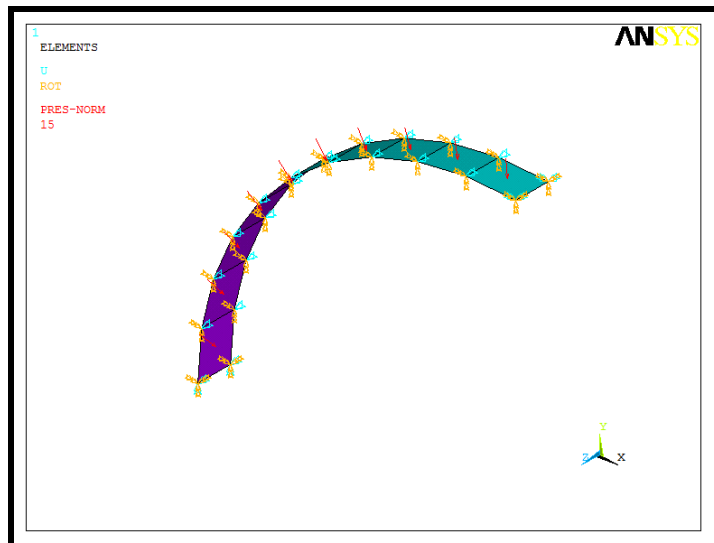 1
ELEMENTS
ANSYS
U
ROT
PRES-NORM
15
Y
Z
X